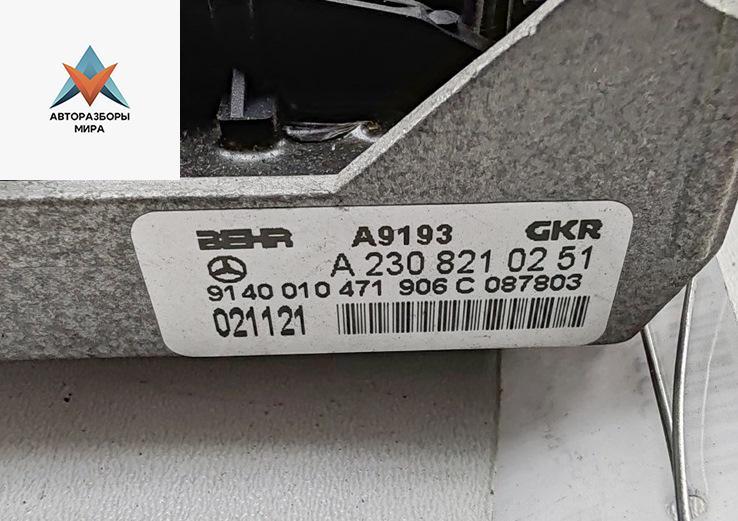 АВТОРАЗБОРЫ
МИРА
BEHR A9193 GKR
A 230 821 02 51
9140 010 471 906 C 087803
021121